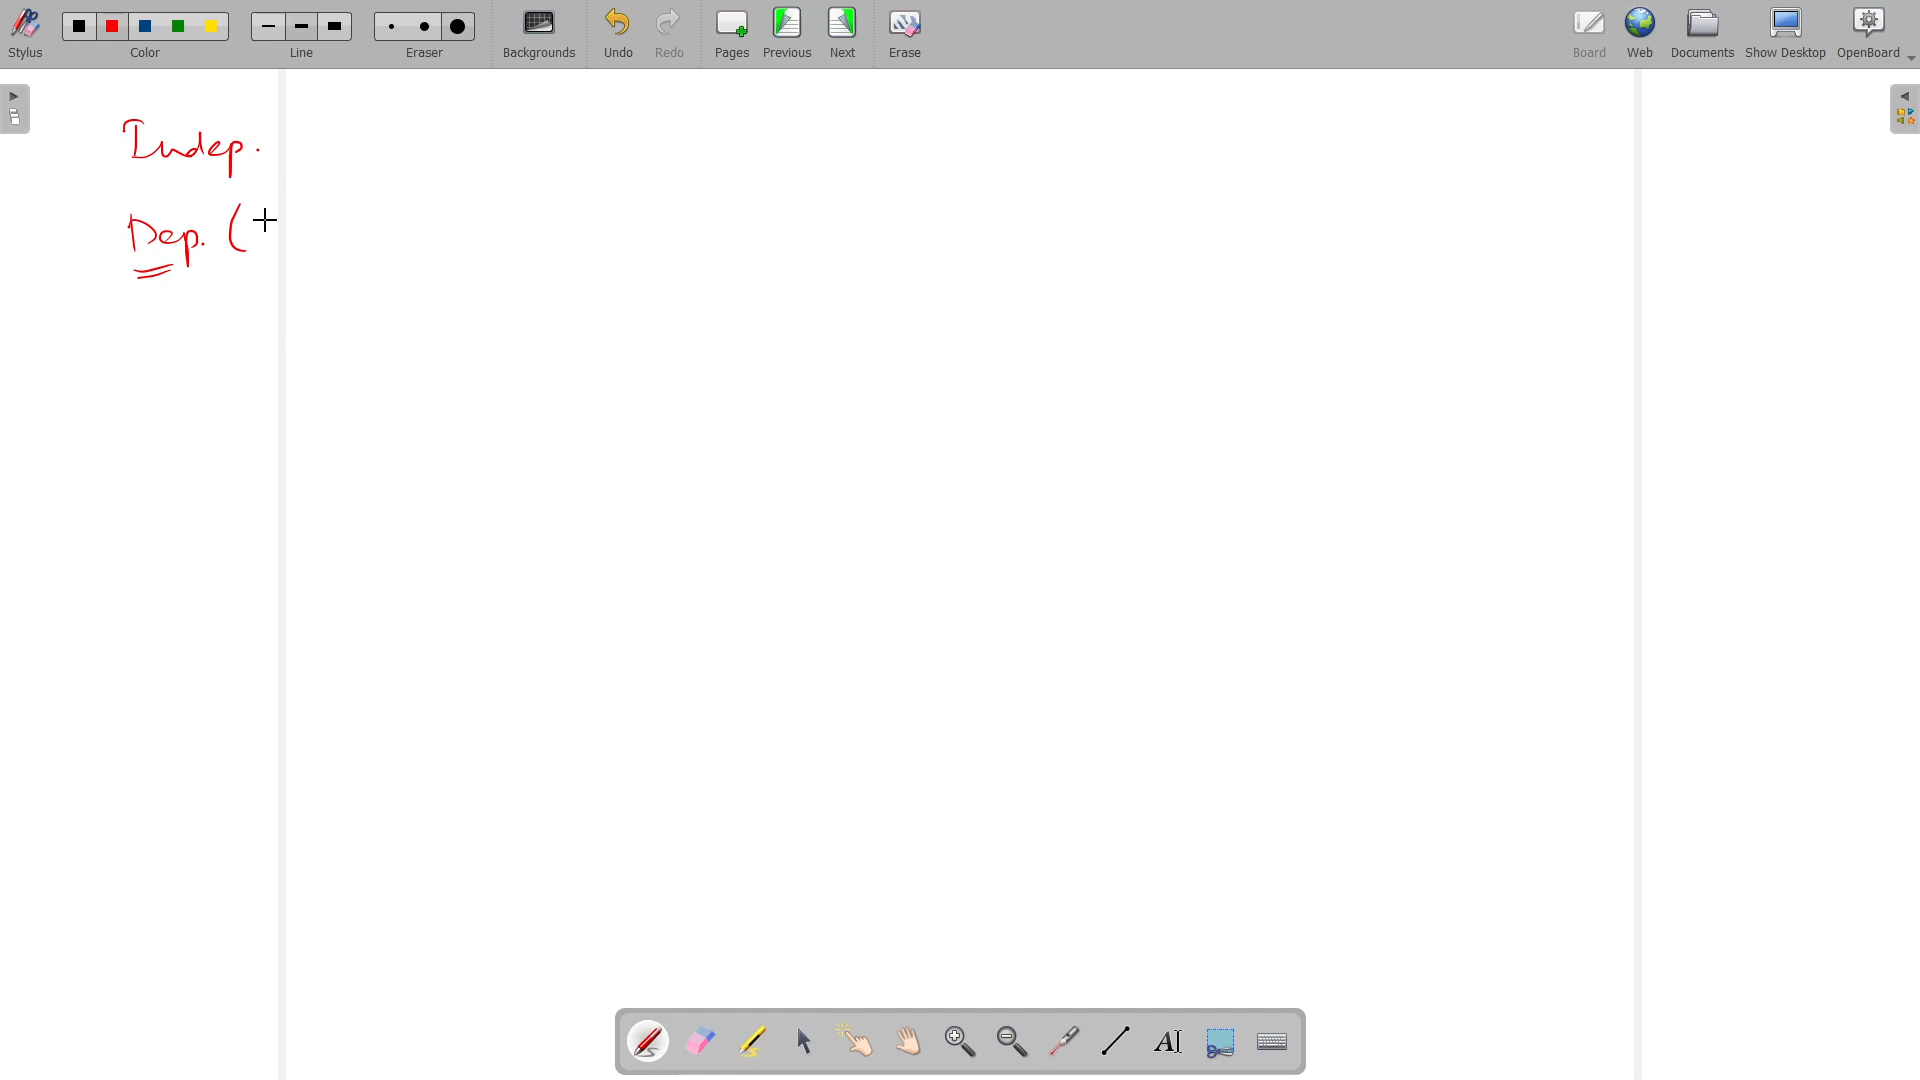 Stylus Color Line Eraser Backgrounds Undo Redo Pages Previous Next Erase Board Web Documents Show Desktop OpenBoard
Indep.
Dep. (